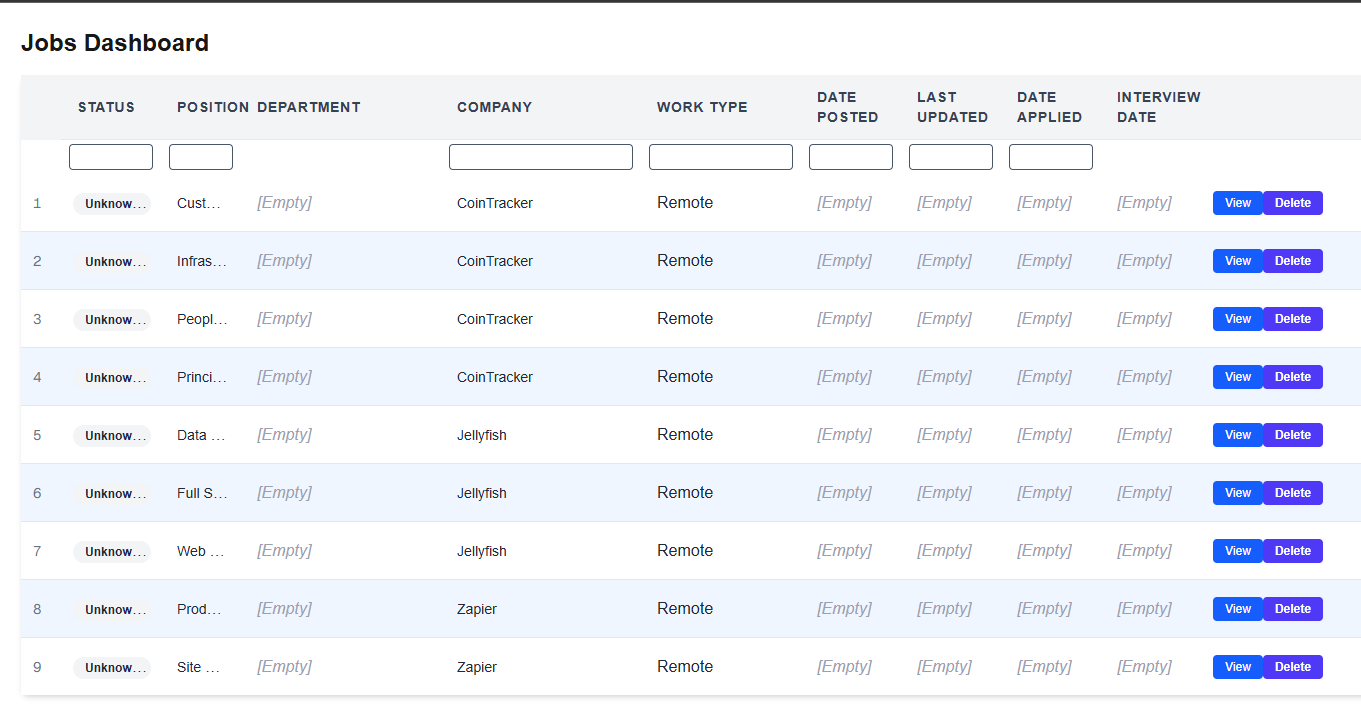 Jobs Dashboard
STATUS POSITION DEPARTMENT COMPANY WORK TYPE DATE POSTED LAST UPDATED DATE APPLIED INTERVIEW DATE
1 Unknow... Cust... [Empty] CoinTracker Remote [Empty] [Empty] [Empty] [Empty] View Delete
2 Unknow... Infras... [Empty] CoinTracker Remote [Empty] [Empty] [Empty] [Empty] View Delete
3 Unknow... Peopl... [Empty] CoinTracker Remote [Empty] [Empty] [Empty] [Empty] View Delete
4 Unknow... Princi... [Empty] CoinTracker Remote [Empty] [Empty] [Empty] [Empty] View Delete
5 Unknow... Data ... [Empty] Jellyfish Remote [Empty] [Empty] [Empty] [Empty] View Delete
6 Unknow... Full S... [Empty] Jellyfish Remote [Empty] [Empty] [Empty] [Empty] View Delete
7 Unknow... Web ... [Empty] Jellyfish Remote [Empty] [Empty] [Empty] [Empty] View Delete
8 Unknow... Prod... [Empty] Zapier Remote [Empty] [Empty] [Empty] [Empty] View Delete
9 Unknow... Site ... [Empty] Zapier Remote [Empty] [Empty] [Empty] [Empty] View Delete